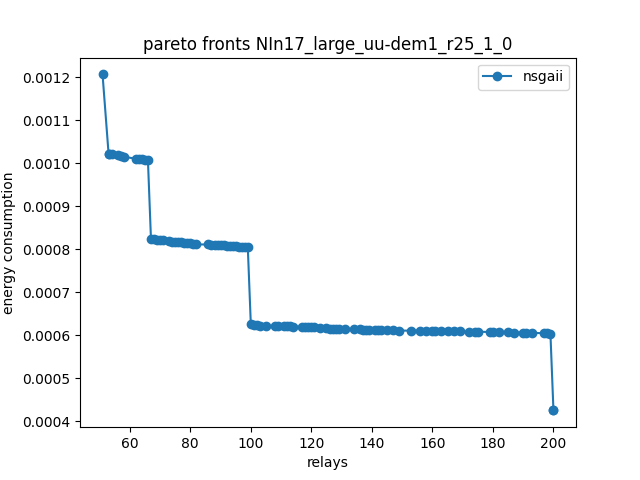 pareto fronts NIn17_large_uu-dem1_r25_1_0
nsgaii
0.0012
0.0011
0.0010
0.0009
0.0008
0.0007
0.0006
0.0005
0.0004
energy consumption
60 80 100 120 140 160 180 200
relays